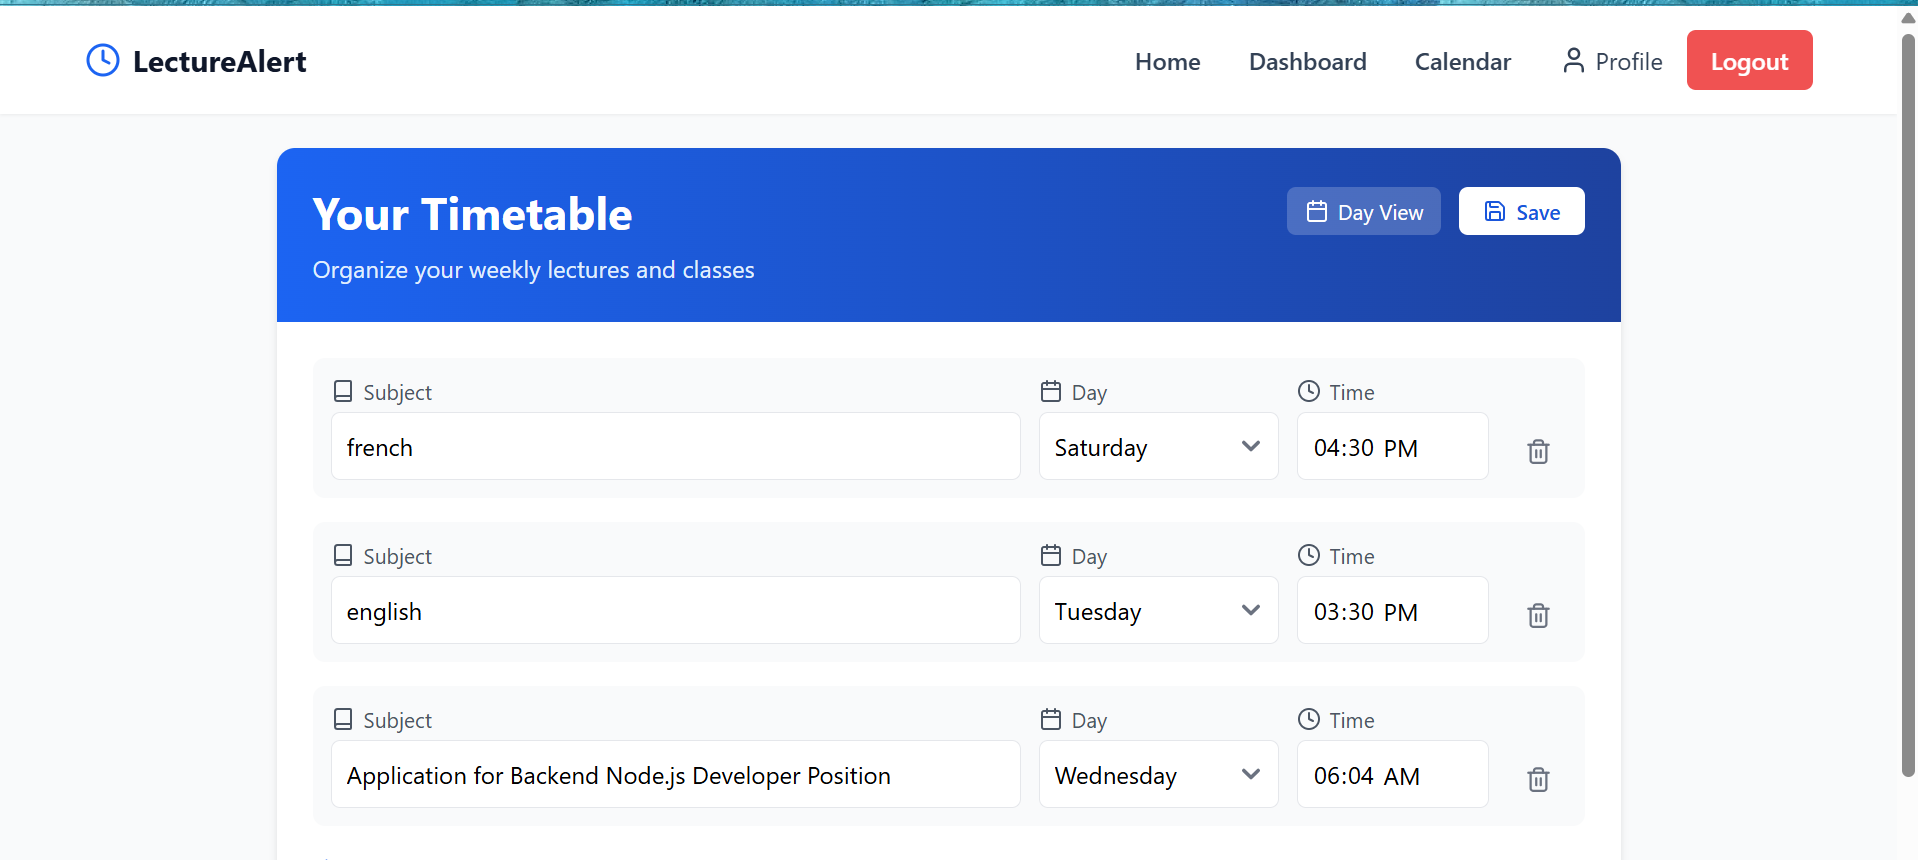 LectureAlert
Home Dashboard Calendar Profile Logout
Your Timetable
Day View Save
Organize your weekly lectures and classes
Subject Day Time
french Saturday 04:30 PM
Subject Day Time
english Tuesday 03:30 PM
Subject Day Time
Application for Backend Node.js Developer Position Wednesday 06:04 AM